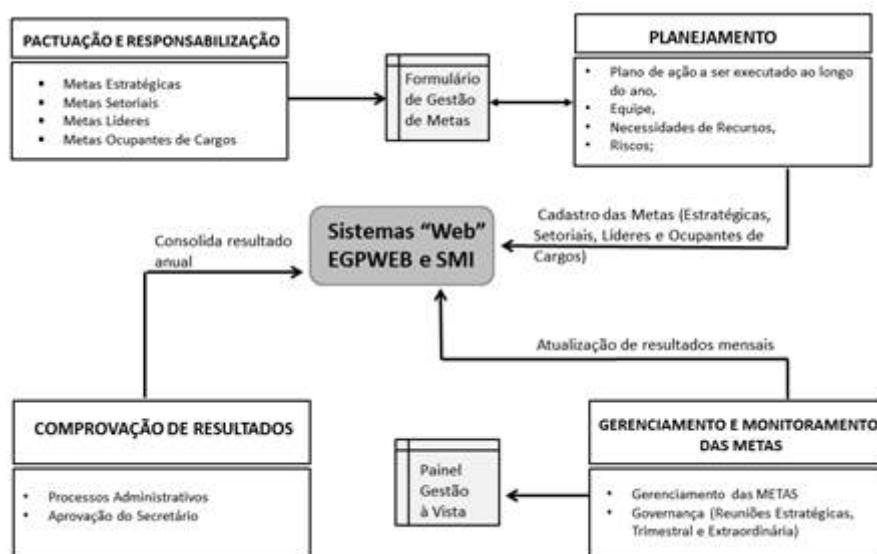 PACTUAÇÃO E RESPONSABILIZAÇÃO
• Metas Estratégicas
• Metas Setoriais
• Metas Líderes
• Metas Ocupantes de Cargos
Formulário
de Gestão
de Metas
PLANEJAMENTO
• Plano de ação a ser executado ao longo
do ano,
• Equipe,
• Necessidades de Recursos,
• Riscos;
Consolida resultado
anual
Sistemas “Web”
EGPWEB e SMI
Cadastro das Metas (Estratégicas,
Setoriais, Líderes e Ocupantes de
Cargos)
Atualização de resultados mensais
COMPROVAÇÃO DE RESULTADOS
• Processos Administrativos
• Aprovação do Secretário
Painel
Gestão
à Vista
GERENCIAMENTO E MONITORAMENTO
DAS METAS
• Gerenciamento das METAS
• Governança (Reuniões Estratégicas,
Trimestral e Extraordinária)